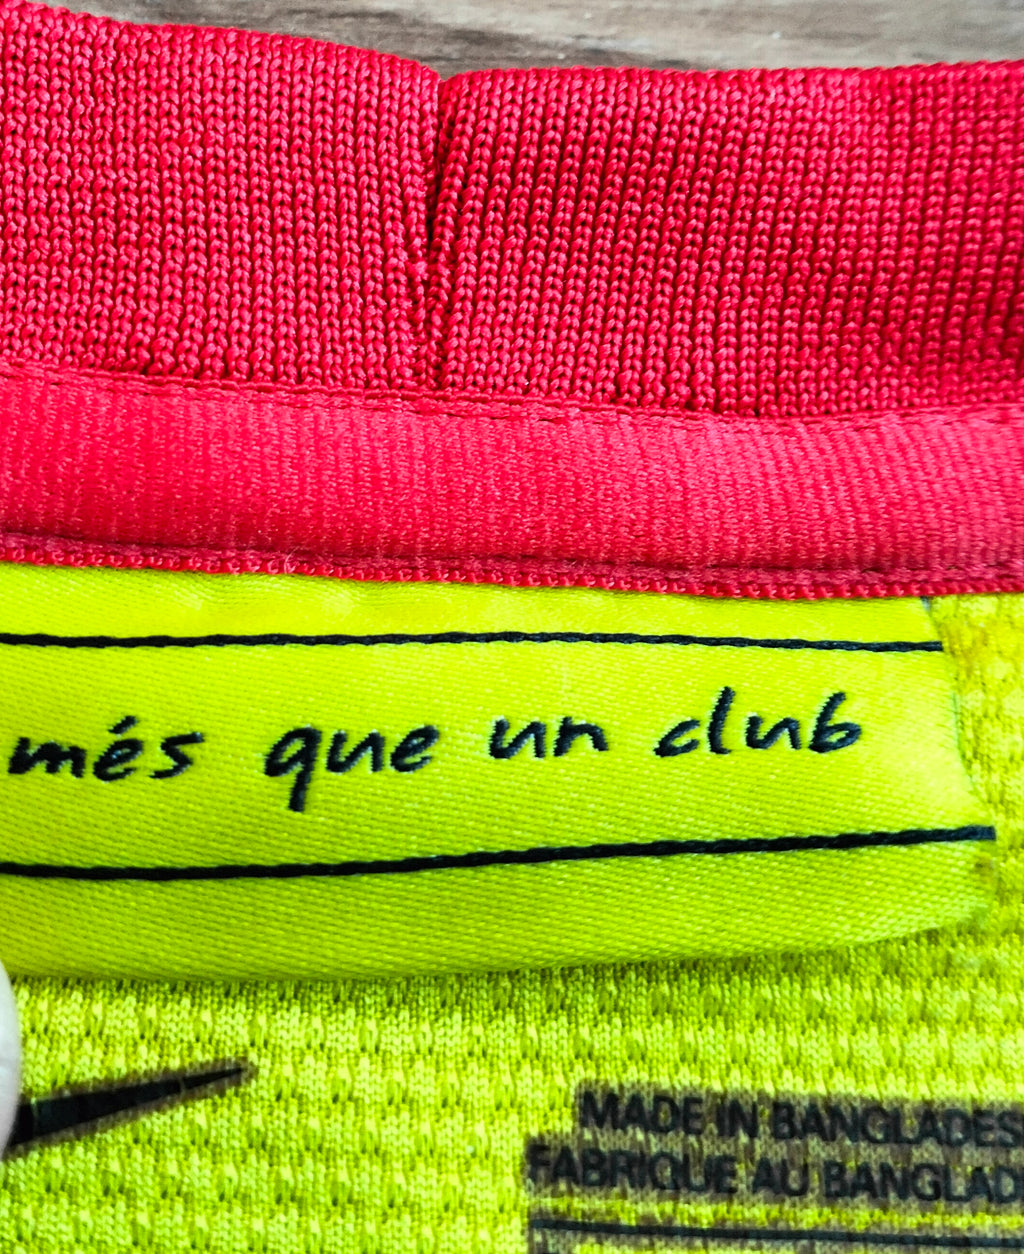 més que un club
MADE IN BANGLADES
FABRIQUE AU BANGLAD